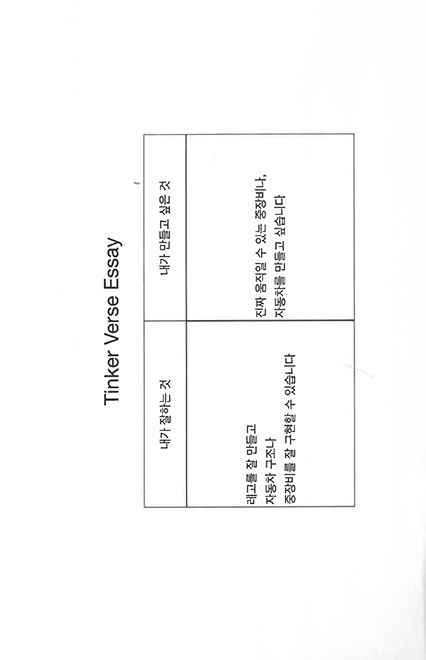 Tinker Verse Essay
내가 잘하는 것
내가 만들고 싶은 것
레고를 잘 만들고
자동차 구조나
중장비를 잘 구현할 수 있습니다
진짜 움직일 수 있는 중장비나,
자동차를 만들고 싶습니다